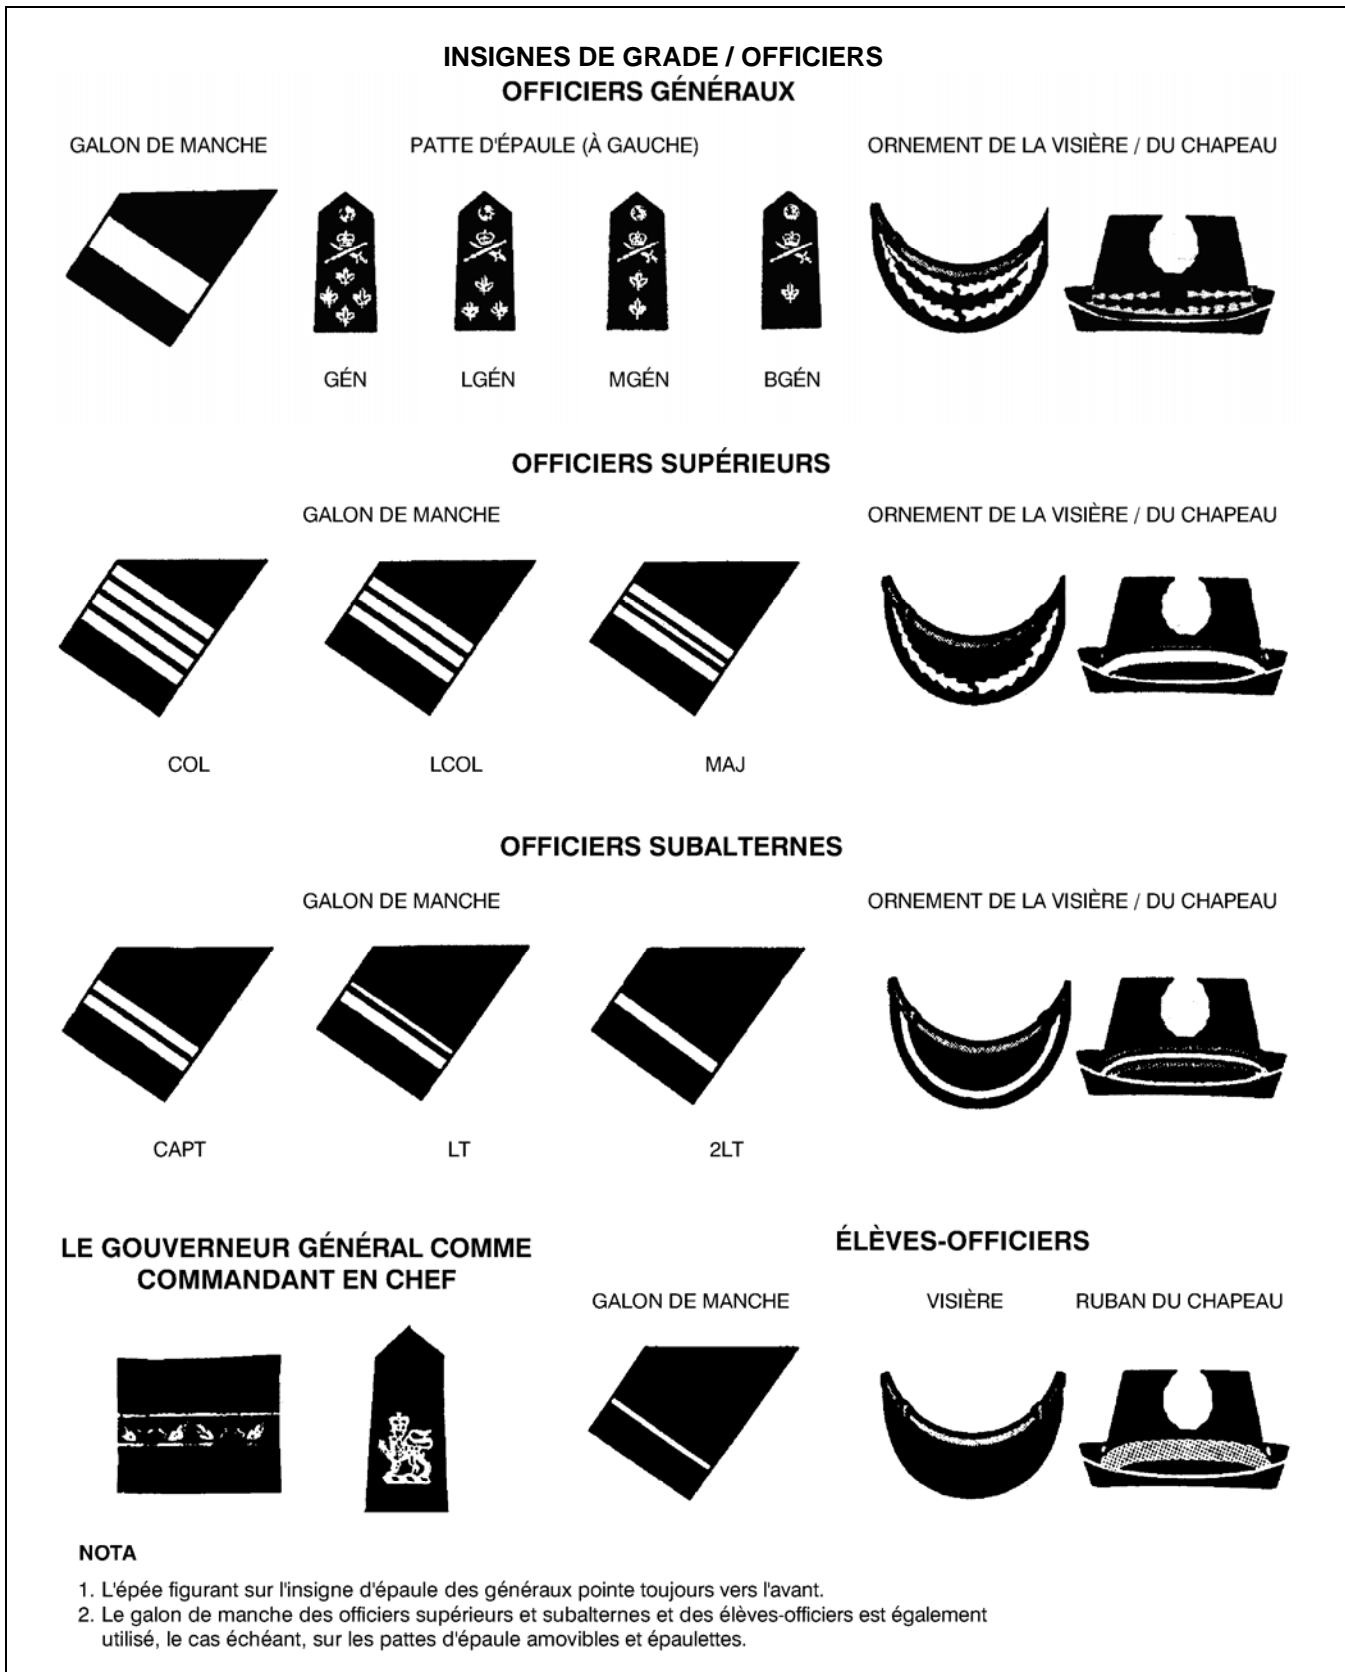 INSIGNES DE GRADE / OFFICIERS
OFFICIERS GÉNÉRAUX
GALON DE MANCHE
PATTE D'ÉPAULE (À GAUCHE)
ORNEMENT DE LA VISIÈRE / DU CHAPEAU
GÉN
LGÉN
MGÉN
BGÉN
OFFICIERS SUPÉRIEURS
GALON DE MANCHE
ORNEMENT DE LA VISIÈRE / DU CHAPEAU
COL
LCOL
MAJ
OFFICIERS SUBALTERNES
GALON DE MANCHE
ORNEMENT DE LA VISIÈRE / DU CHAPEAU
CAPT
LT
2LT
LE GOUVERNEUR GÉNÉRAL COMME
COMMANDANT EN CHEF
ÉLÈVES-OFFICIERS
GALON DE MANCHE
VISIÈRE
RUBAN DU CHAPEAU
NOTA
1. L'épée figurant sur l'insigne d'épaule des généraux pointe toujours vers l'avant.
2. Le galon de manche des officiers supérieurs et subalternes et des élèves-officiers est également
utilisé, le cas échéant, sur les pattes d'épaule amovibles et épaulettes.